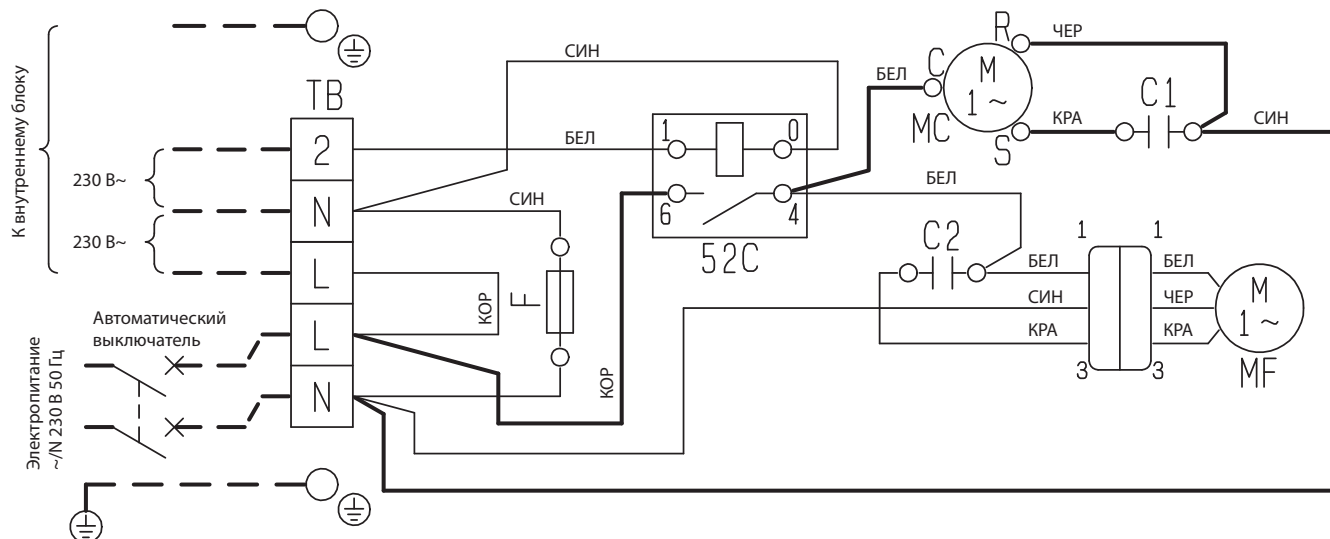 К внутреннему блоку
230 В~
230 В~
Автоматический
выключатель
Электропитание
~/N 230 В 50 Гц
TB
2
N
L
L
N
СИН
БЕЛ
СИН
КОР
F
КОР
1
0
6
4
52C
БЕЛ
C
R
S
M
1 ~
MC
ЧЕР
КРА
C1
СИН
БЕЛ
C2
БЕЛ
СИН
КРА
1
1
3
3
БЕЛ
ЧЕР
КРА
M
1 ~
MF